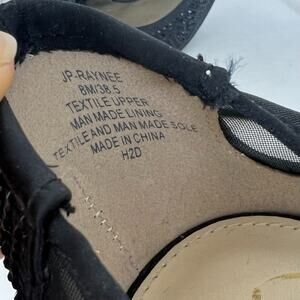 JP-RAYNEE
8M/38.5
TEXTILE UPPER
MAN MADE LINING
TEXTILE AND MAN MADE SOLE
MADE IN CHINA
H2D